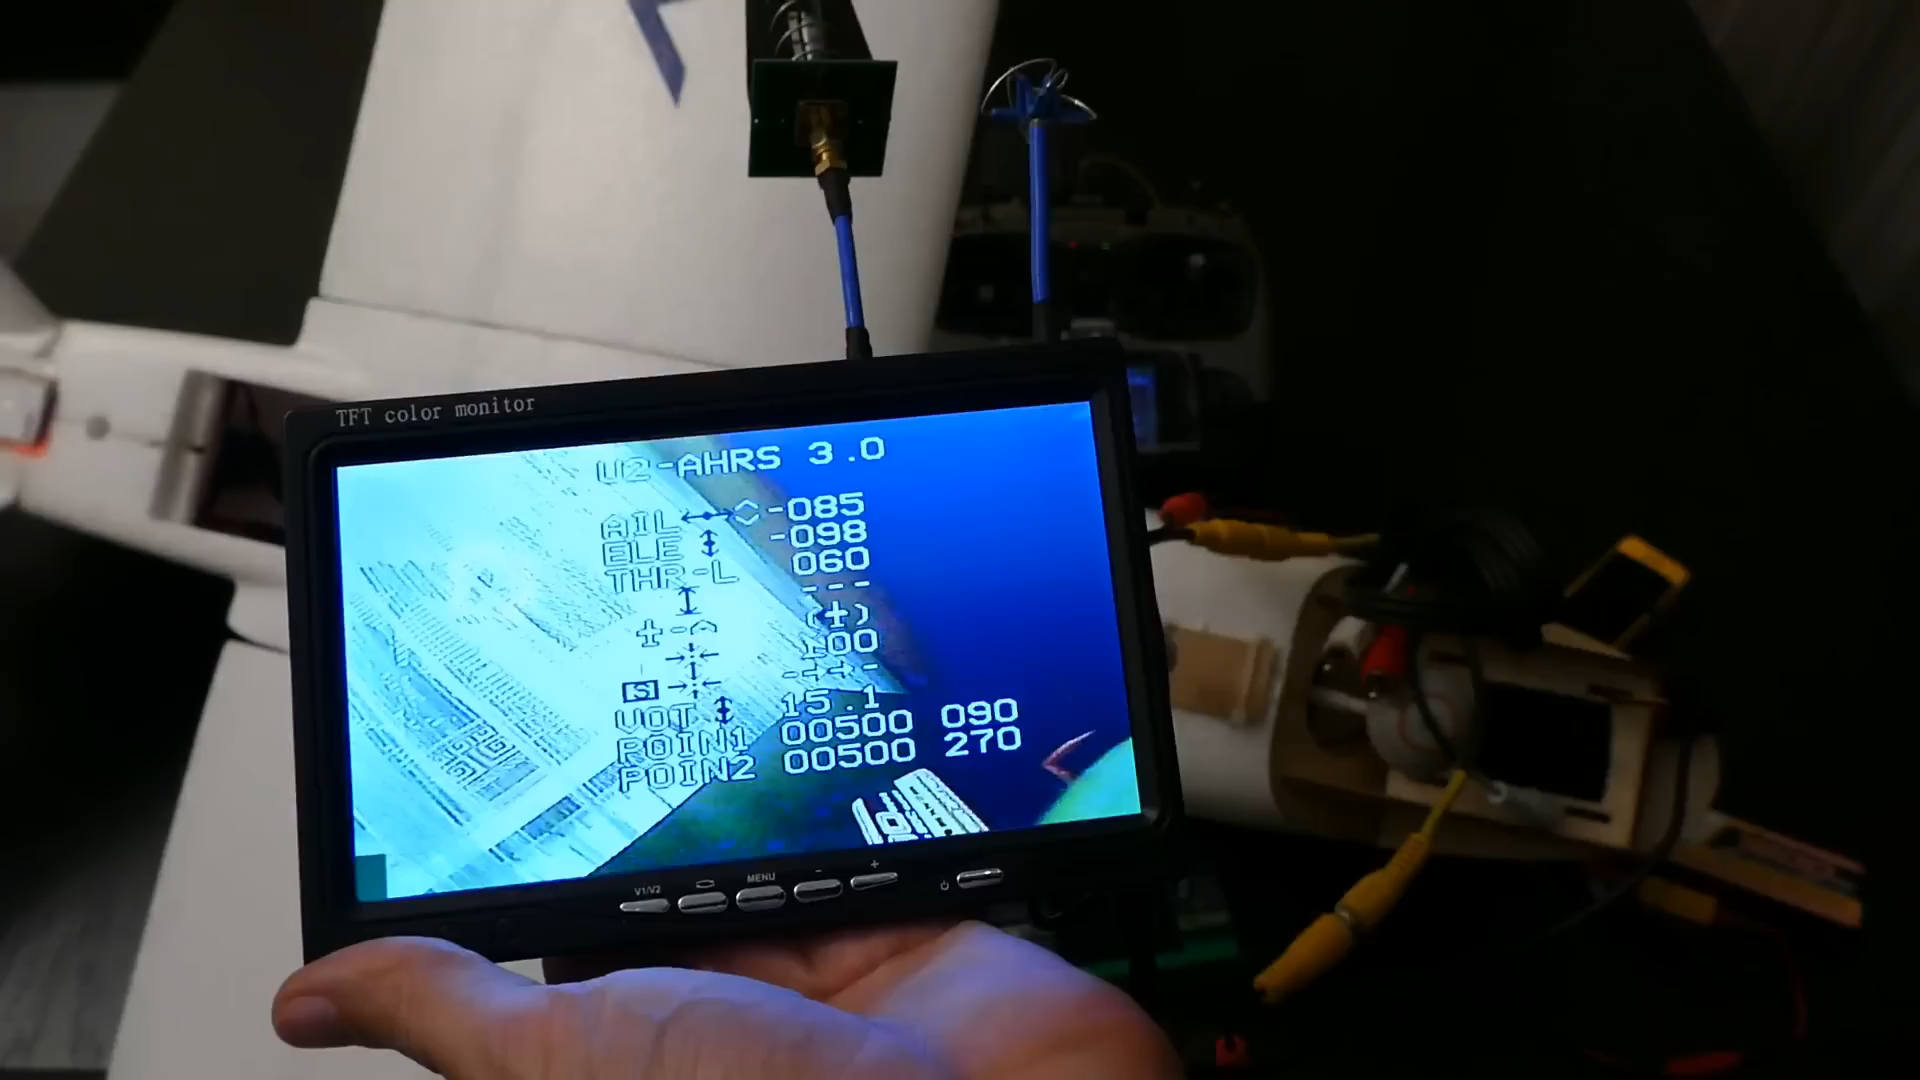 TFT color monitor
U2-AHRS 3.0
AIL -085
ELE -098
THR-L 060
---
(±)
100
[S]
VOT 15.1
POIN1 00500 090
POIN2 00500 270
V1/V2 MENU - +